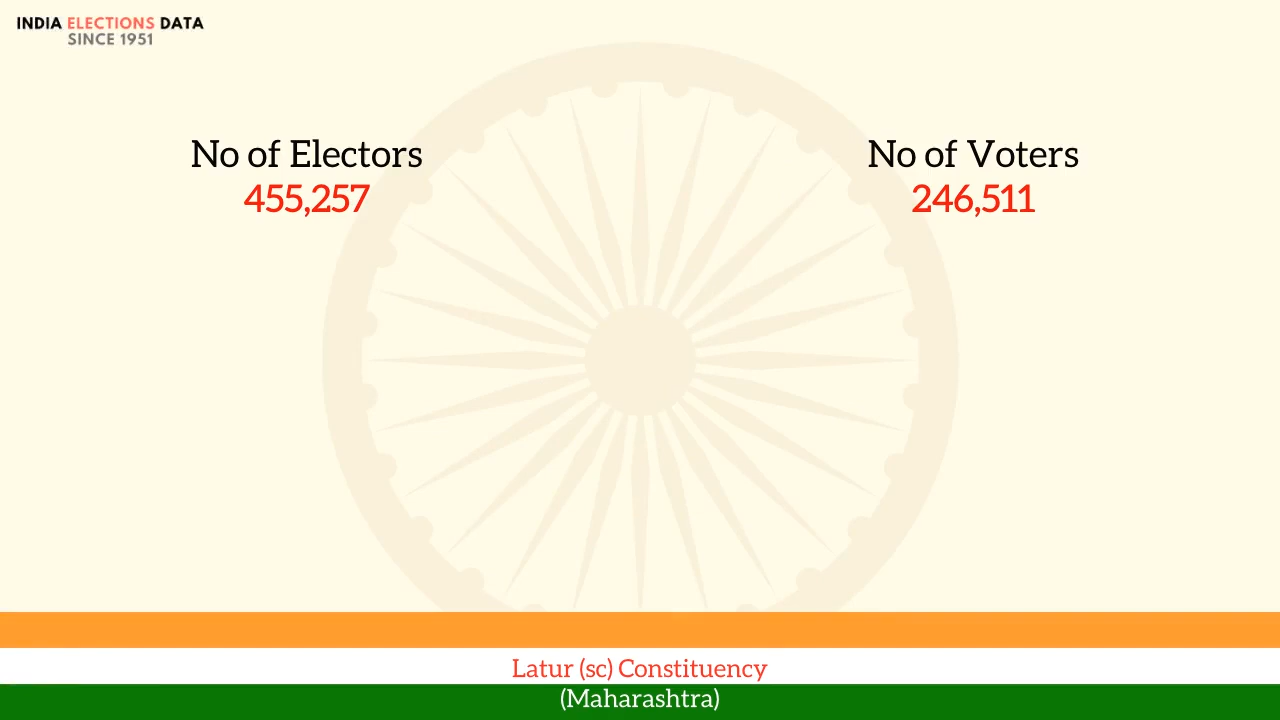 INDIA ELECTIONS DATA
SINCE 1951
No of Electors
455,257
No of Voters
246,511
Latur (sc) Constituency
(Maharashtra)